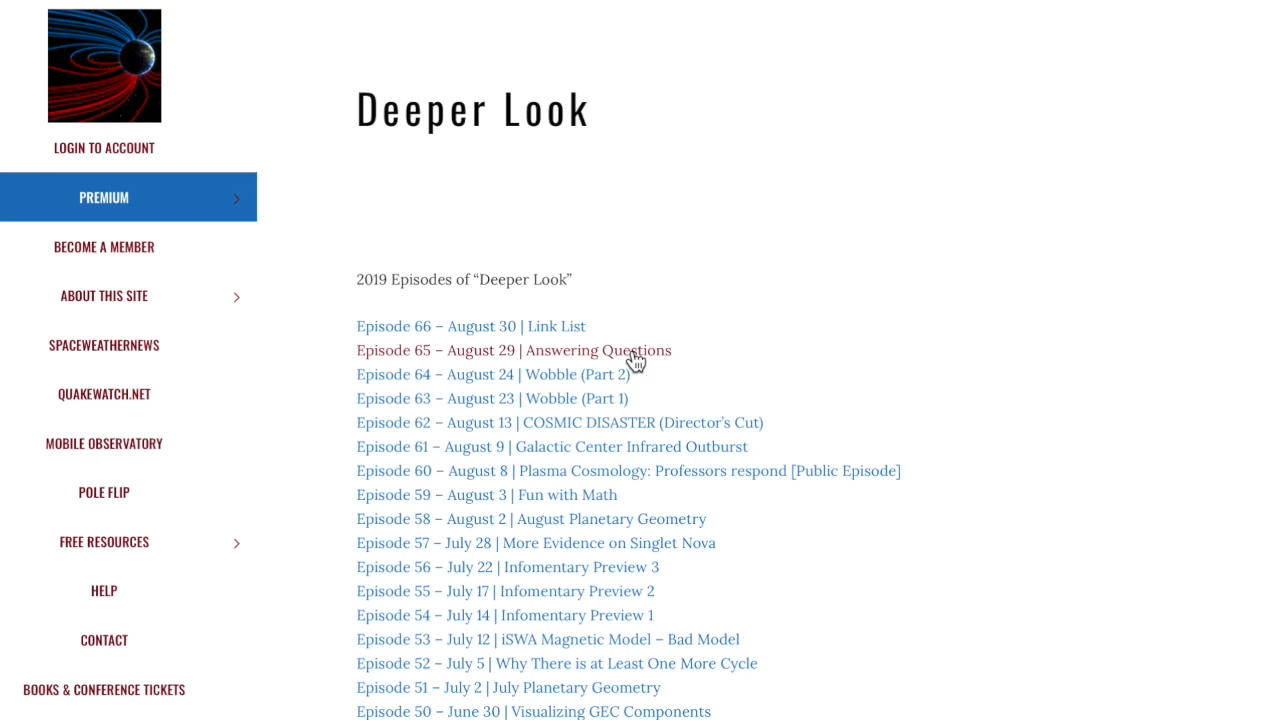 LOGIN TO ACCOUNT
PREMIUM
BECOME A MEMBER
ABOUT THIS SITE
SPACEWEATHERNEWS
QUAKEWATCH.NET
MOBILE OBSERVATORY
POLE FLIP
FREE RESOURCES
HELP
CONTACT
BOOKS & CONFERENCE TICKETS
Deeper Look
2019 Episodes of “Deeper Look”
Episode 66 – August 30 | Link List
Episode 65 – August 29 | Answering Questions
Episode 64 – August 24 | Wobble (Part 2)
Episode 63 – August 23 | Wobble (Part 1)
Episode 62 – August 13 | COSMIC DISASTER (Director’s Cut)
Episode 61 – August 9 | Galactic Center Infrared Outburst
Episode 60 – August 8 | Plasma Cosmology: Professors respond [Public Episode]
Episode 59 – August 3 | Fun with Math
Episode 58 – August 2 | August Planetary Geometry
Episode 57 – July 28 | More Evidence on Singlet Nova
Episode 56 – July 22 | Infomentary Preview 3
Episode 55 – July 17 | Infomentary Preview 2
Episode 54 – July 14 | Infomentary Preview 1
Episode 53 – July 12 | iSWA Magnetic Model – Bad Model
Episode 52 – July 5 | Why There is at Least One More Cycle
Episode 51 – July 2 | July Planetary Geometry
Episode 50 – June 30 | Visualizing GEC Components